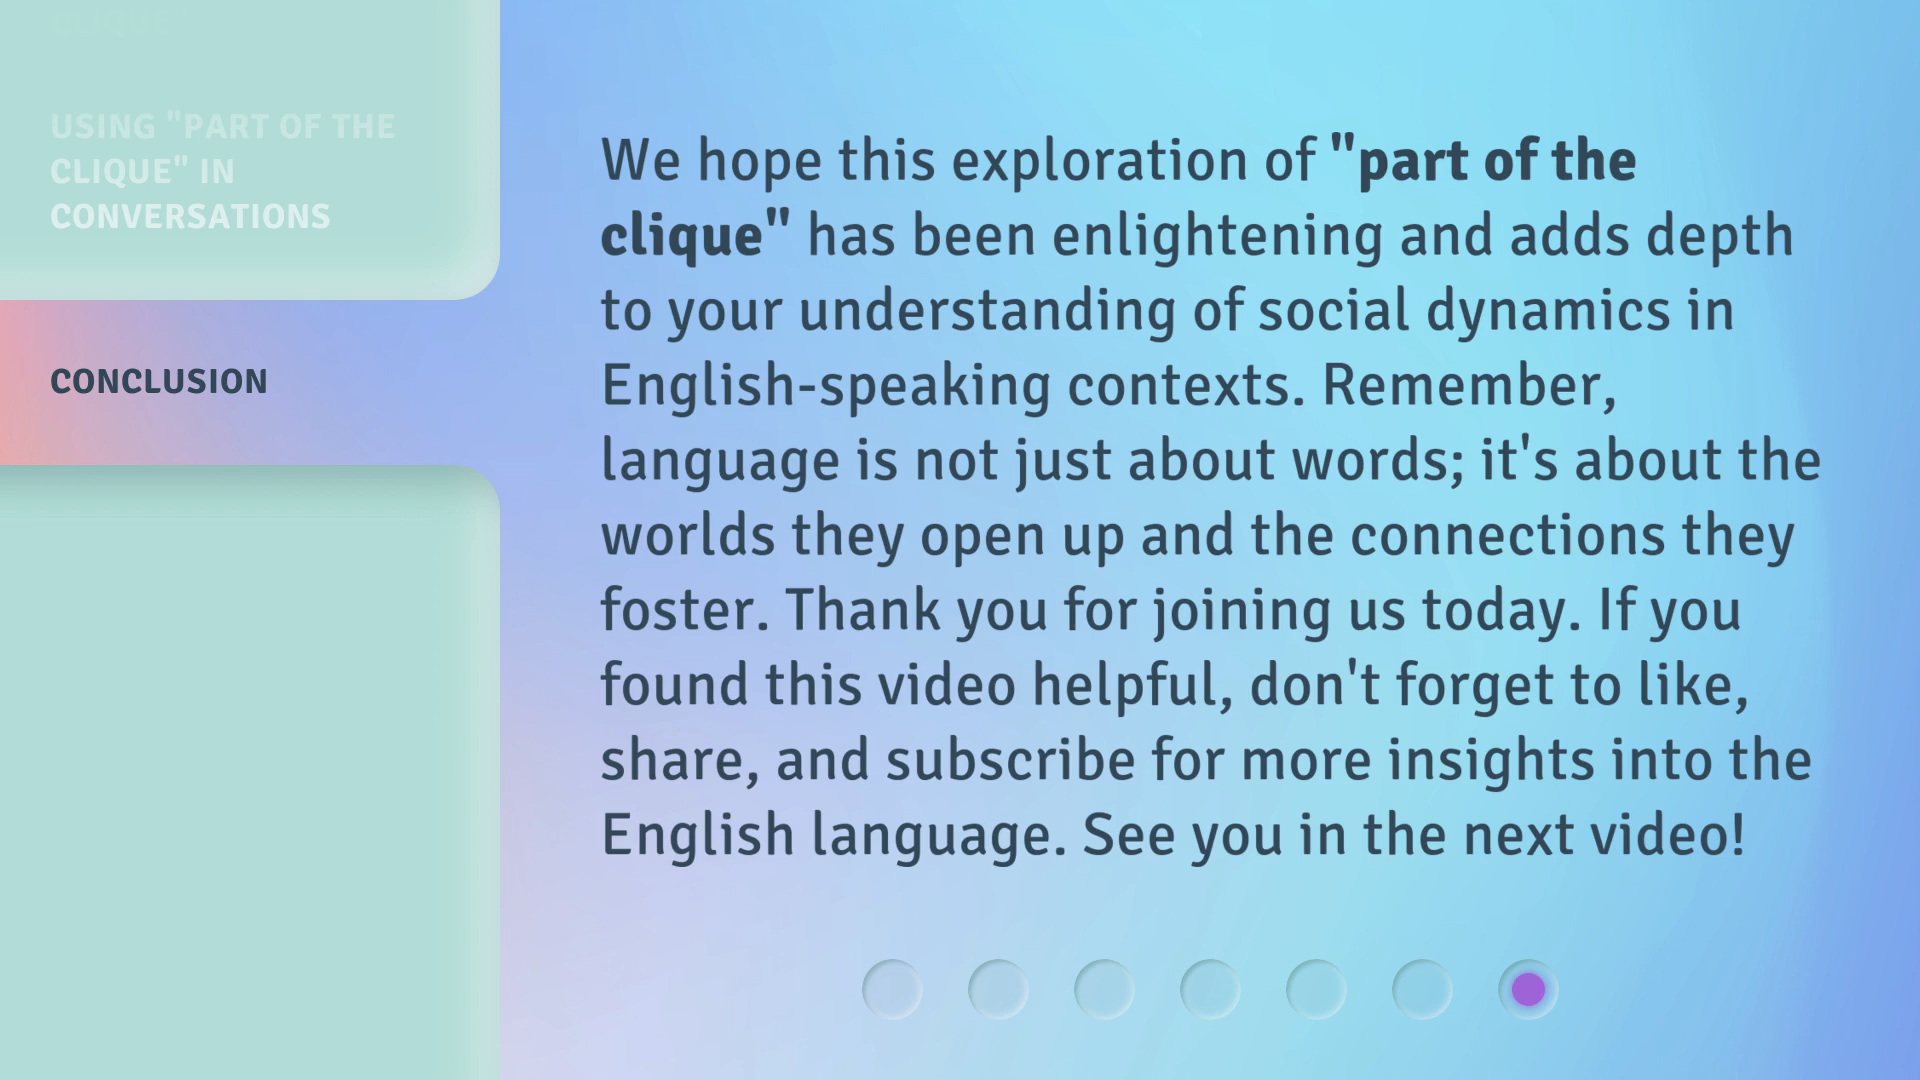 USING "PART OF THE
CLIQUE" IN
CONVERSATIONS
CONCLUSION
We hope this exploration of "part of the
clique" has been enlightening and adds depth
to your understanding of social dynamics in
English-speaking contexts. Remember,
language is not just about words; it's about the
worlds they open up and the connections they
foster. Thank you for joining us today. If you
found this video helpful, don't forget to like,
share, and subscribe for more insights into the
English language. See you in the next video!